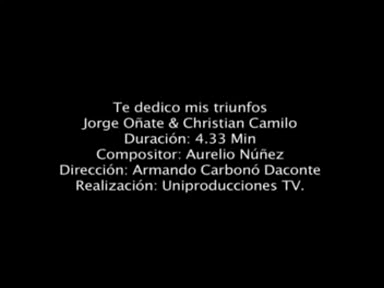 Te dedico mis triunfos
Jorge Oñate & Christian Camilo
Duración: 4.33 Min
Compositor: Aurelio Núñez
Dirección: Armando Carbonó Daconte
Realización: Uniproducciones TV.